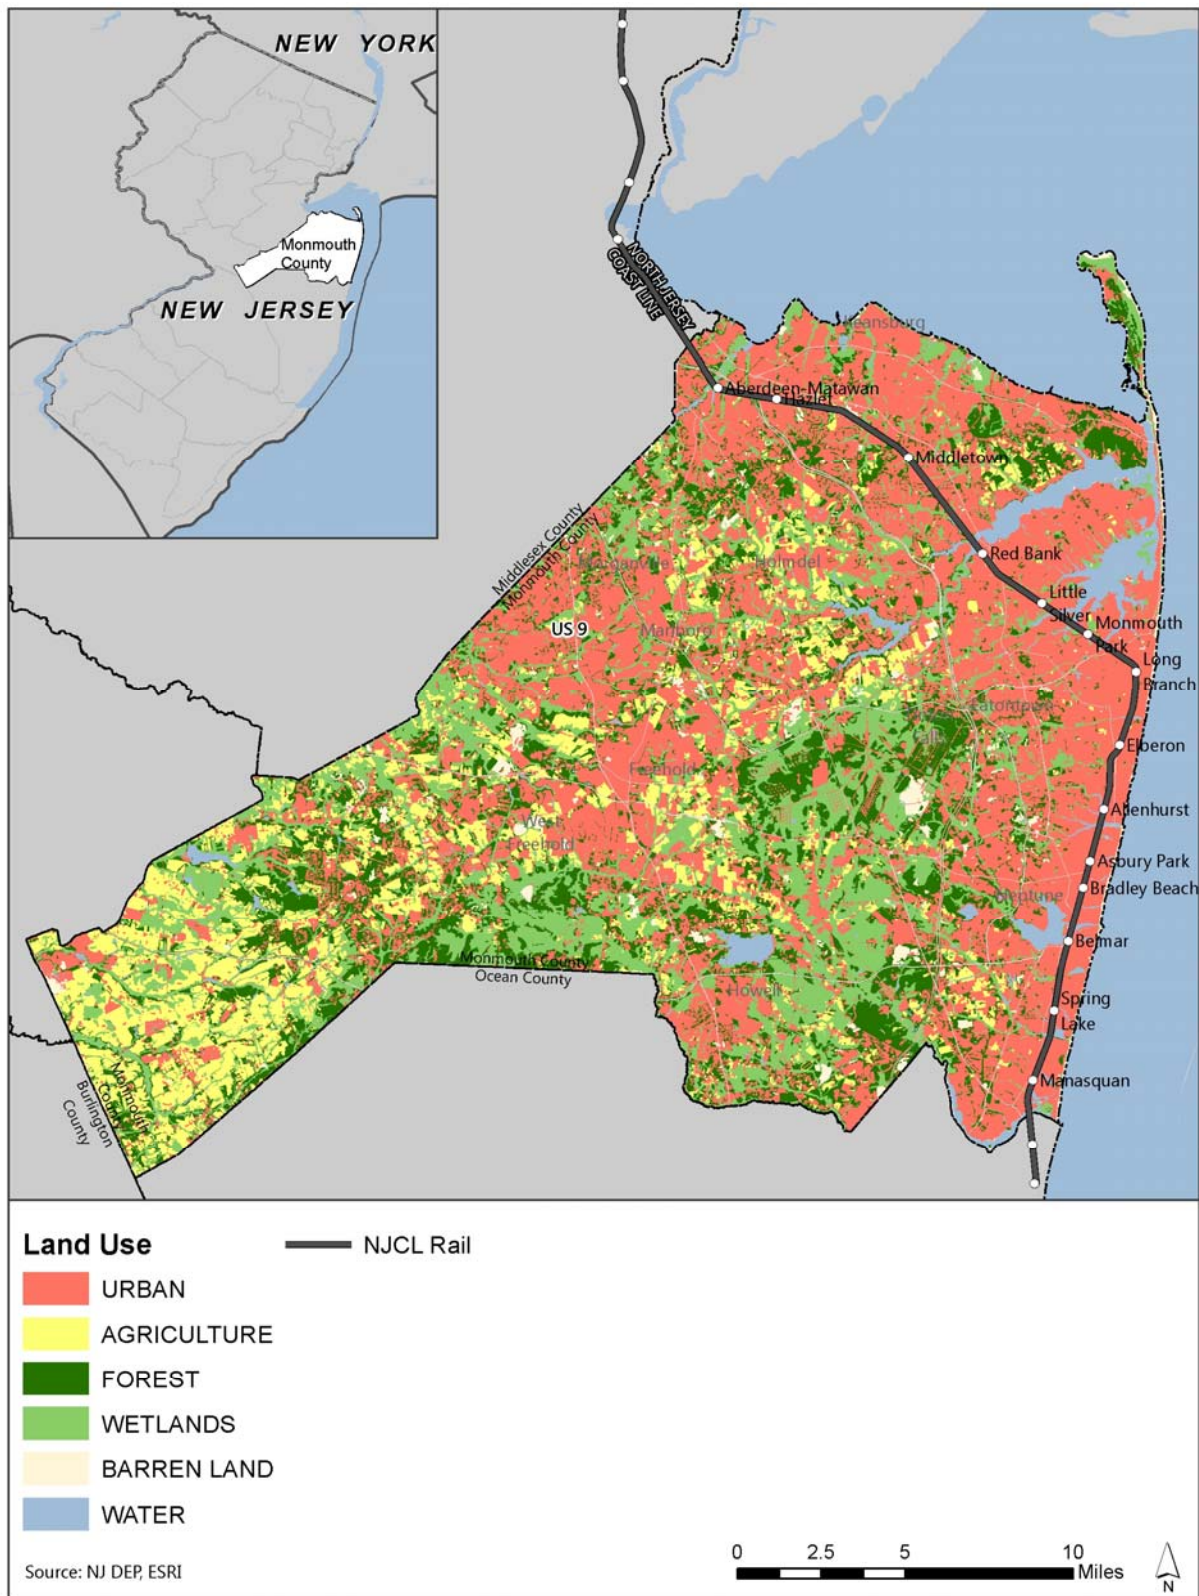 NEW YORK
Monmouth
County
NEW JERSEY
NORTH JERSEY
COAST LINE
Keansburg
Aberdeen-Matawan
Hazlet
Middletown
Middlesex County
Monmouth County
Morganville
Holmdel
Red Bank
US 9
Marlboro
Little
Silver
Monmouth
Park
Long
Branch
Eatontown
Falls
Elberon
Freehold
Allenhurst
West
Freehold
Asbury Park
Bradley Beach
Neptune
Belmar
Monmouth County
Ocean County
Howell
Spring
Lake
Manasquan
Monmouth
County
Burlington
County
Land Use
NJCL Rail
URBAN
AGRICULTURE
FOREST
WETLANDS
BARREN LAND
WATER
Source: NJ DEP, ESRI
0 2.5 5 10
Miles
N